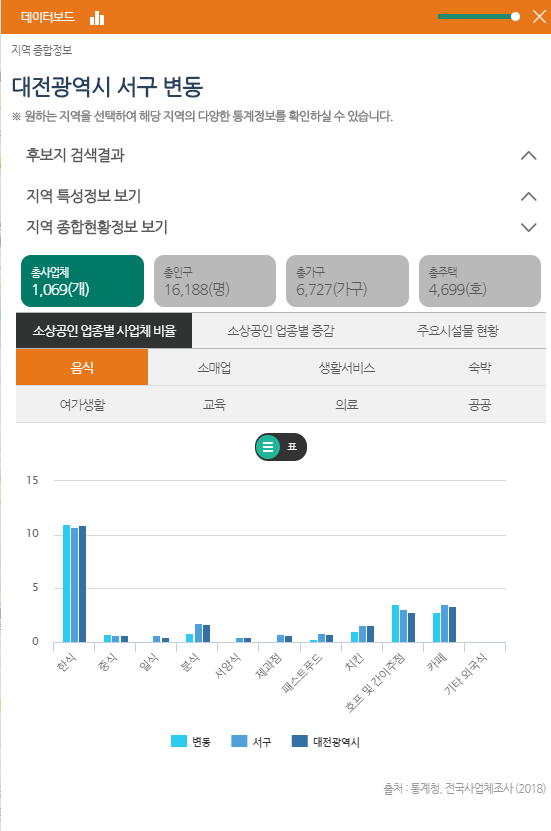 데이터보드
지역 종합정보
대전광역시 서구 변동
※ 원하는 지역을 선택하여 해당 지역의 다양한 통계정보를 확인하실 수 있습니다.
후보지 검색결과
지역 특성정보 보기
지역 종합현황정보 보기
총사업체 총인구 총가구 총주택
1,069(개) 16,188(명) 6,727(가구) 4,699(호)
소상공인 업종별 사업체 비율 소상공인 업종별 증감 주요시설물 현황
음식 소매업 생활서비스 숙박
여가생활 교육 의료 공공
표
15
10
5
0
한식 중식 일식 분식 서양식 제과점 패스트푸드 치킨 호프 및 간이주점 카페 기타 외국식
변동 서구 대전광역시
출처 : 통계청, 전국사업체조사 (2018)